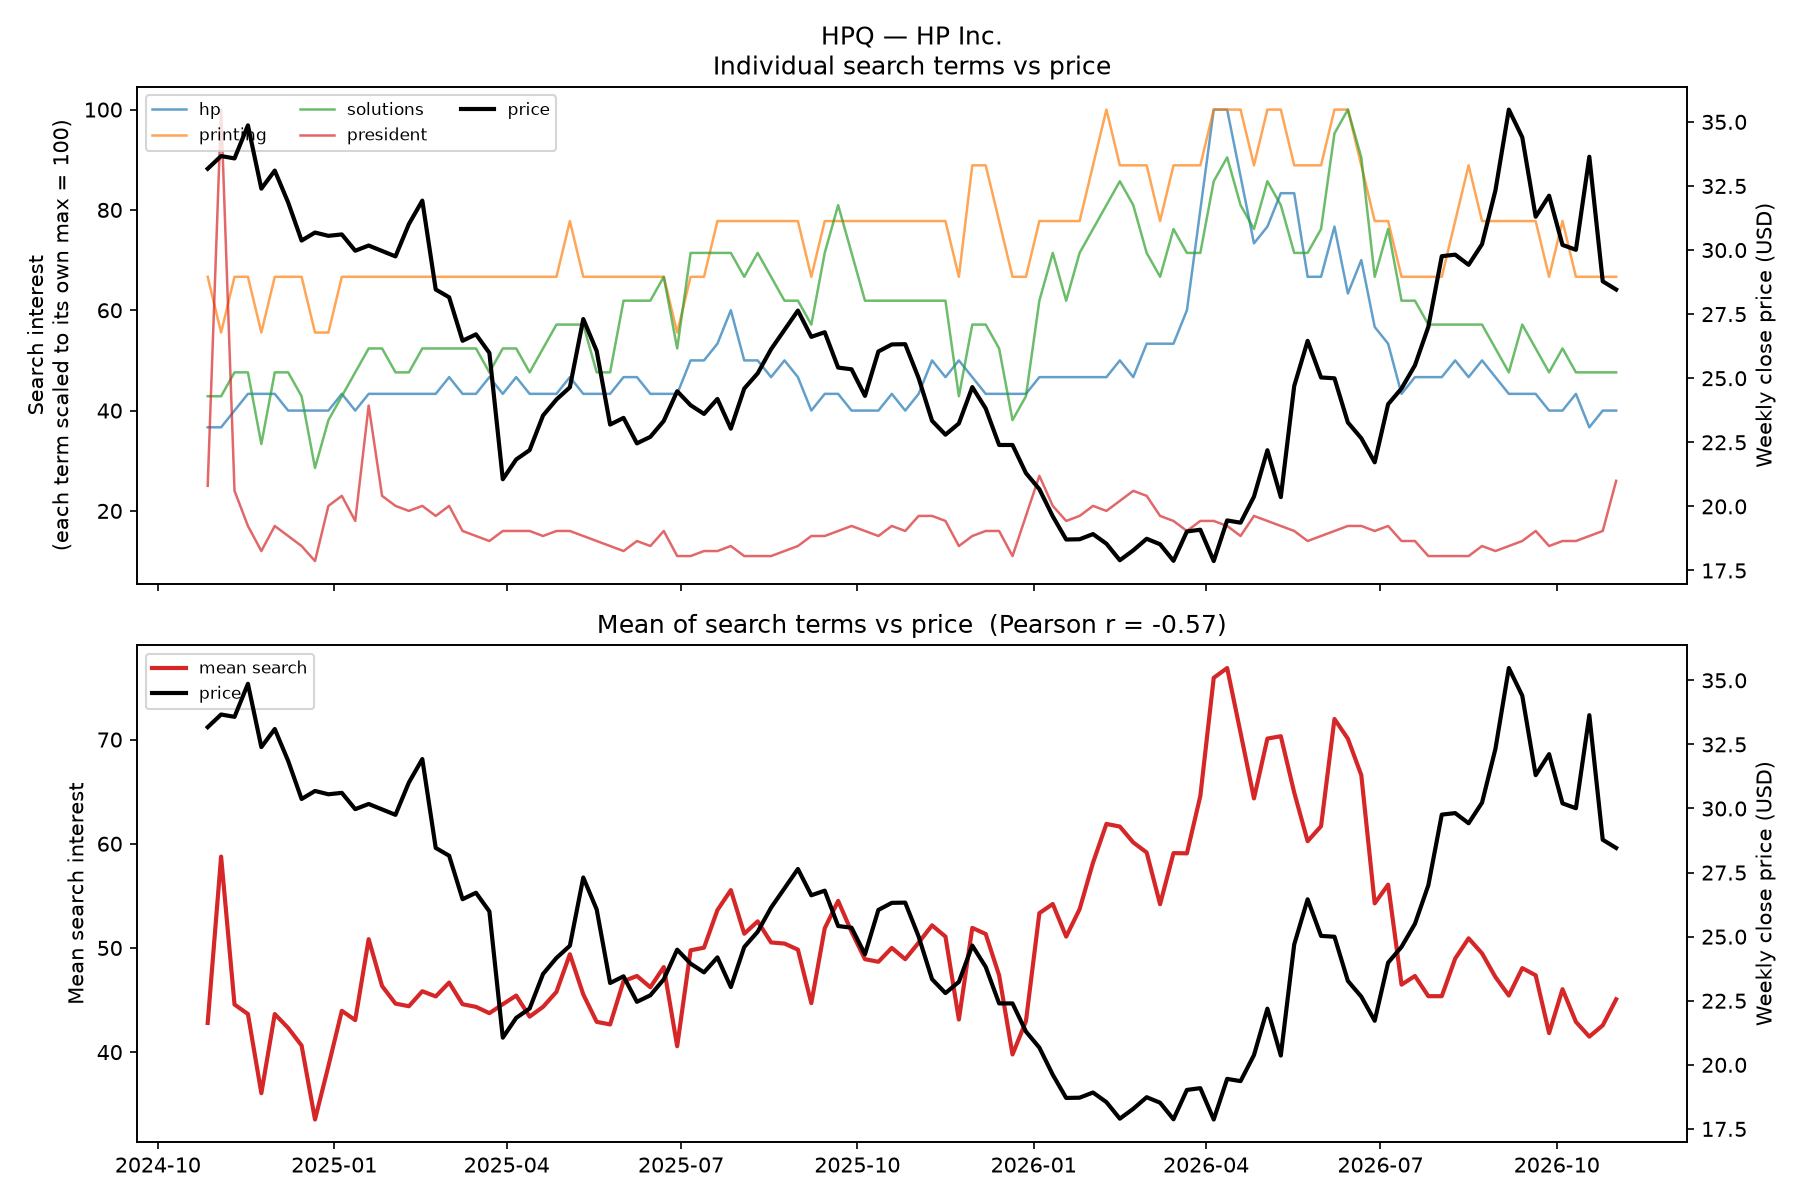 HPQ — HP Inc.
Individual search terms vs price
hp
printing
solutions
president
price
Search interest
(each term scaled to its own max = 100)
100
80
60
40
20
35.0
32.5
30.0
27.5
25.0
22.5
20.0
17.5
Weekly close price (USD)
Mean of search terms vs price  (Pearson r = -0.57)
mean search
price
Mean search interest
70
60
50
40
35.0
32.5
30.0
27.5
25.0
22.5
20.0
17.5
Weekly close price (USD)
2024-10
2025-01
2025-04
2025-07
2025-10
2026-01
2026-04
2026-07
2026-10